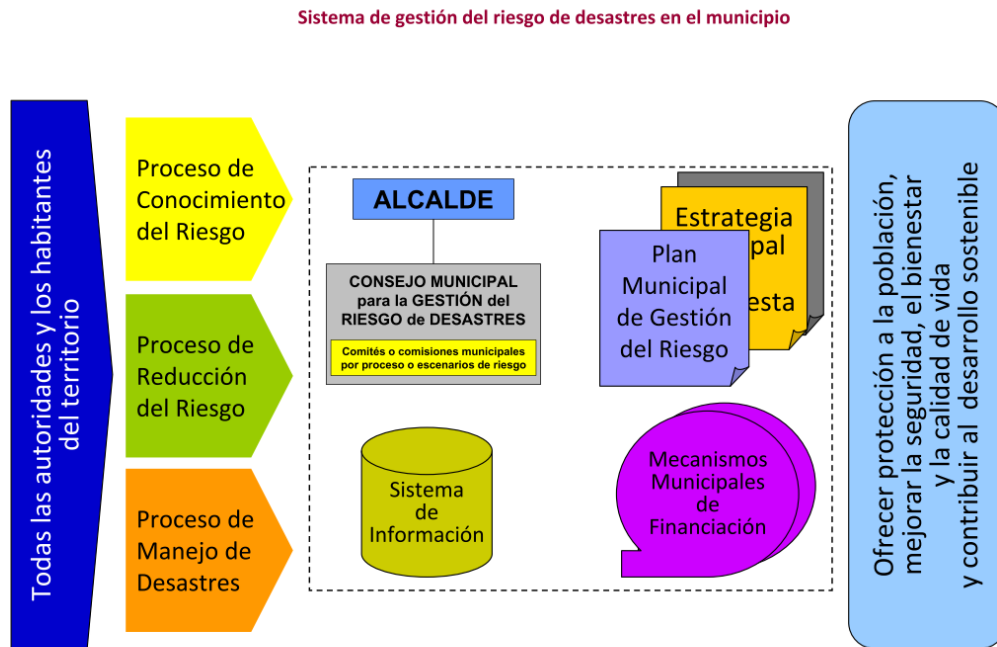 Sistema de gestión del riesgo de desastres en el municipio
Todas las autoridades y los habitantes
del territorio
Proceso de
Conocimiento
del Riesgo
Proceso de
Reducción
del Riesgo
Proceso de
Manejo de
Desastres
ALCALDE
CONSEJO MUNICIPAL
para la GESTIÓN del
RIESGO de DESASTRES
Comités o comisiones municipales
por proceso o escenarios de riesgo
Estrategia
Plan
Municipal
de Gestión
del Riesgo
Sistema
de
Información
Mecanismos
Municipales
de
Financiación
Ofrecer protección a la población,
mejorar la seguridad, el bienestar
y la calidad de vida
y contribuir al desarrollo sostenible